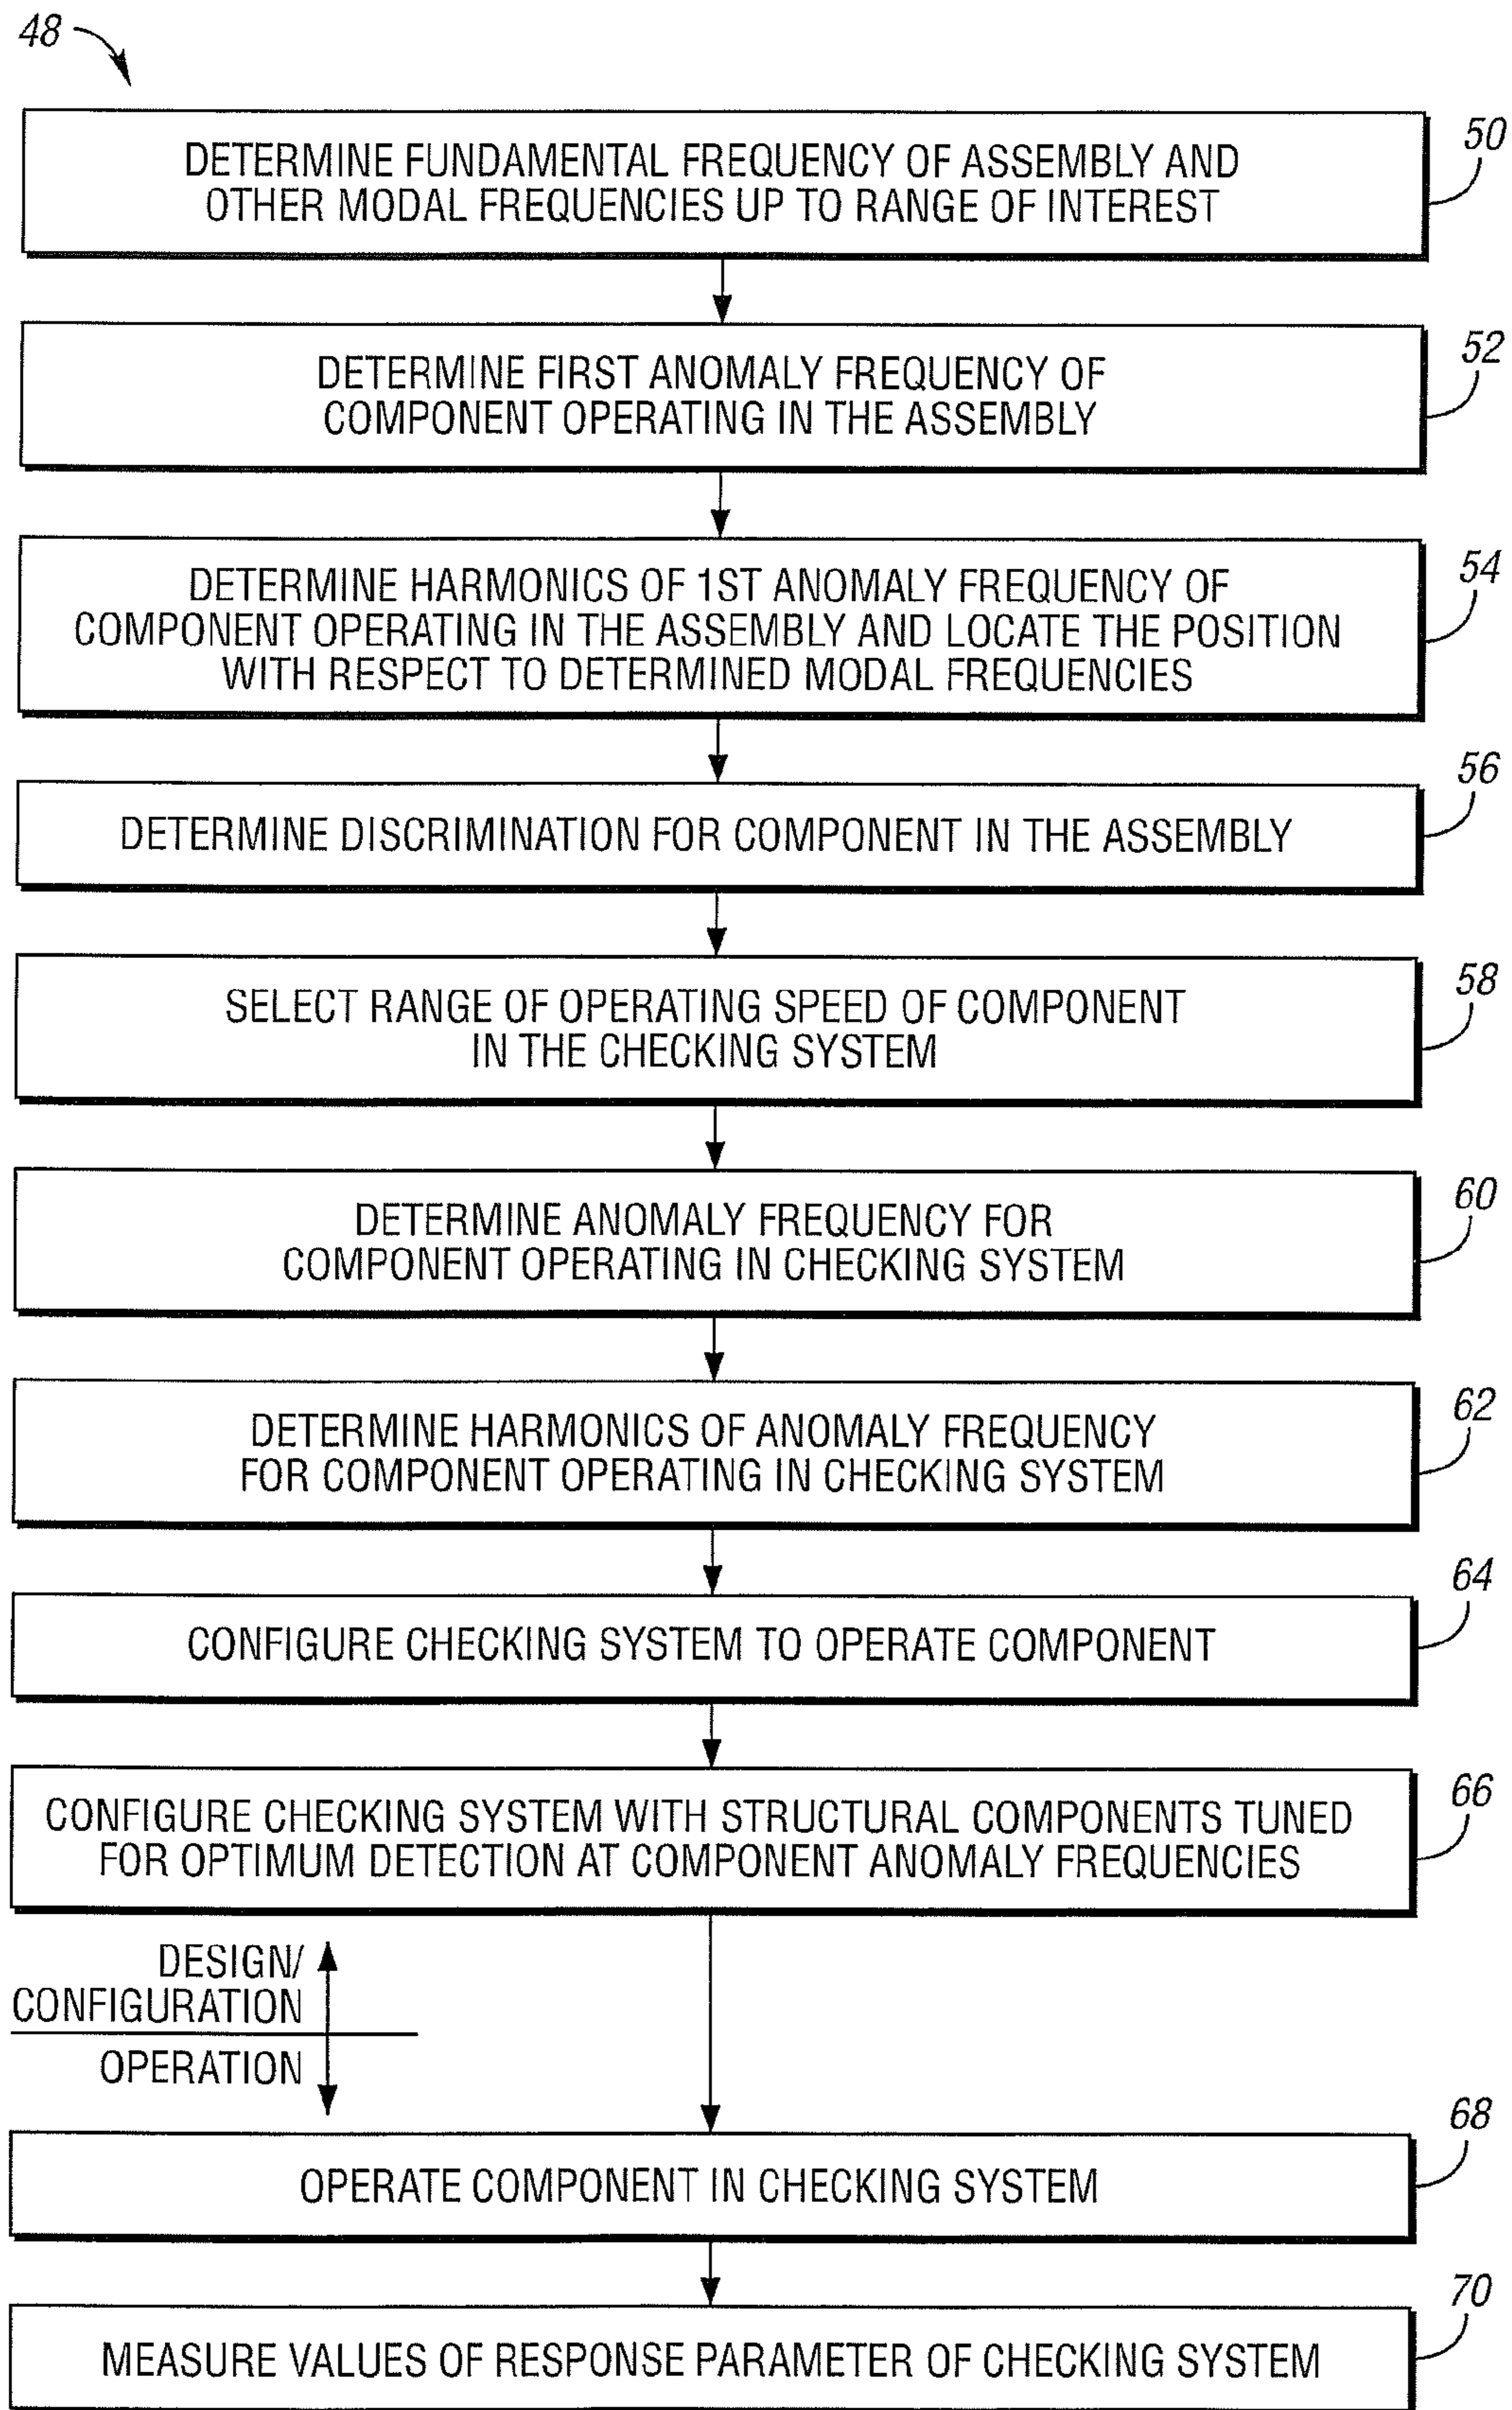 48
50
DETERMINE FUNDAMENTAL FREQUENCY OF ASSEMBLY AND
OTHER MODAL FREQUENCIES UP TO RANGE OF INTEREST
52
DETERMINE FIRST ANOMALY FREQUENCY OF
COMPONENT OPERATING IN THE ASSEMBLY
54
DETERMINE HARMONICS OF 1ST ANOMALY FREQUENCY OF
COMPONENT OPERATING IN THE ASSEMBLY AND LOCATE THE POSITION
WITH RESPECT TO DETERMINED MODAL FREQUENCIES
56
DETERMINE DISCRIMINATION FOR COMPONENT IN THE ASSEMBLY
58
SELECT RANGE OF OPERATING SPEED OF COMPONENT
IN THE CHECKING SYSTEM
60
DETERMINE ANOMALY FREQUENCY FOR
COMPONENT OPERATING IN CHECKING SYSTEM
62
DETERMINE HARMONICS OF ANOMALY FREQUENCY
FOR COMPONENT OPERATING IN CHECKING SYSTEM
64
CONFIGURE CHECKING SYSTEM TO OPERATE COMPONENT
66
CONFIGURE CHECKING SYSTEM WITH STRUCTURAL COMPONENTS TUNED
FOR OPTIMUM DETECTION AT COMPONENT ANOMALY FREQUENCIES
DESIGN/
CONFIGURATION
OPERATION
68
OPERATE COMPONENT IN CHECKING SYSTEM
70
MEASURE VALUES OF RESPONSE PARAMETER OF CHECKING SYSTEM